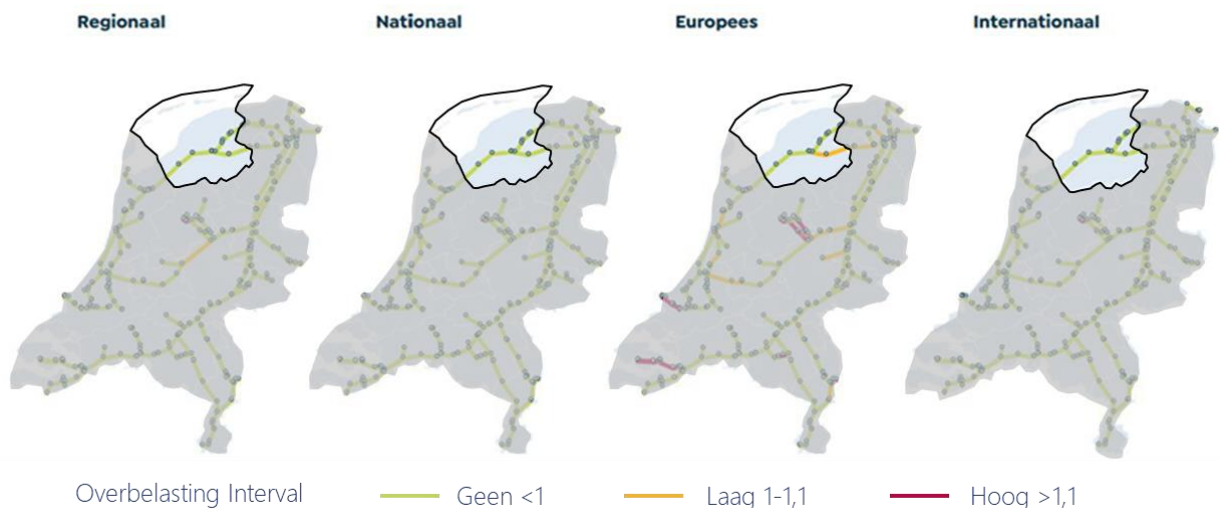 Regionaal Nationaal Europees Internationaal
Overbelasting Interval Geen <1 Laag 1-1,1 Hoog >1,1